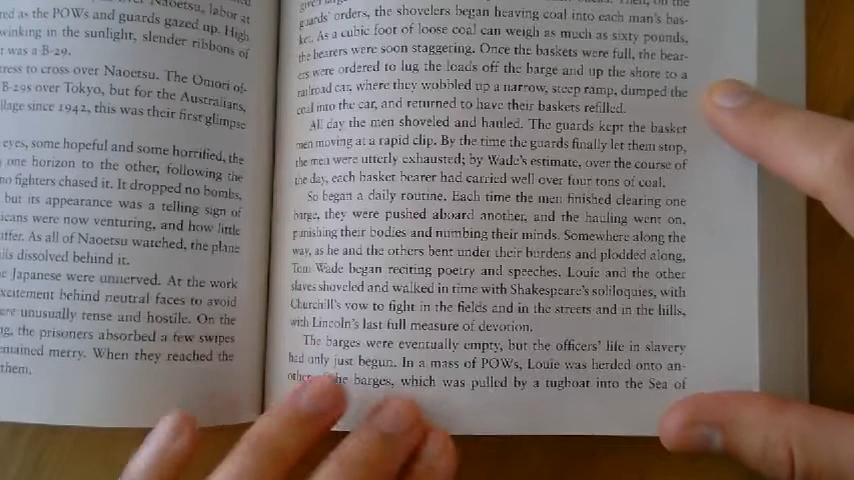 Naoetsu, labor at
red as the POWs and guards gazed up. High
winking in the sunlight, slender ribbons of
t was a B-29.
ress to cross over Naoetsu. The Omori of-
B-29s over Tokyo, but for the Australians,
llage since 1942, this was their first glimpse
eyes, some hopeful and some horrified, the
one horizon to the other, following the
no fighters chased it. It dropped no bombs,
but its appearance was a telling sign of
icans were now venturing, and how little
uffer. As all of Naoetsu watched, the plane
ils dissolved behind it.
e Japanese were unnerved. At the work
xcitement behind neutral faces to avoid
ere unusually tense and hostile. On the
ng, the prisoners absorbed a few swipes
emained merry. When they reached the
them.
guards' orders, the shovelers began heaving coal into each man's bas-
ket. As a cubic foot of loose coal can weigh as much as sixty pounds,
the bearers were soon staggering. Once the baskets were full, the bear-
ers were ordered to lug the loads off the barge and up the shore to a
railroad car, where they wobbled up a narrow, steep ramp, dumped the
coal into the car, and returned to have their baskets refilled.
All day the men shoveled and hauled. The guards kept the basket
men moving at a rapid clip. By the time the guards finally let them stop,
the men were utterly exhausted; by Wade's estimate, over the course of
the day, each basket bearer had carried well over four tons of coal.
So began a daily routine. Each time the men finished clearing one
barge, they were pushed aboard another, and the hauling went on,
punishing their bodies and numbing their minds. Somewhere along the
way, as he and the others bent under their burdens and plodded along,
Tom Wade began reciting poetry and speeches. Louie and the other
slaves shoveled and walked in time with Shakespeare's soliloquies, with
Churchill's vow to fight in the fields and in the streets and in the hills,
with Lincoln's last full measure of devotion.
The barges were eventually empty, but the officers' life in slavery
had only just begun. In a mass of POWs, Louie was herded onto an-
other the barges, which was pulled by a tugboat into the Sea of